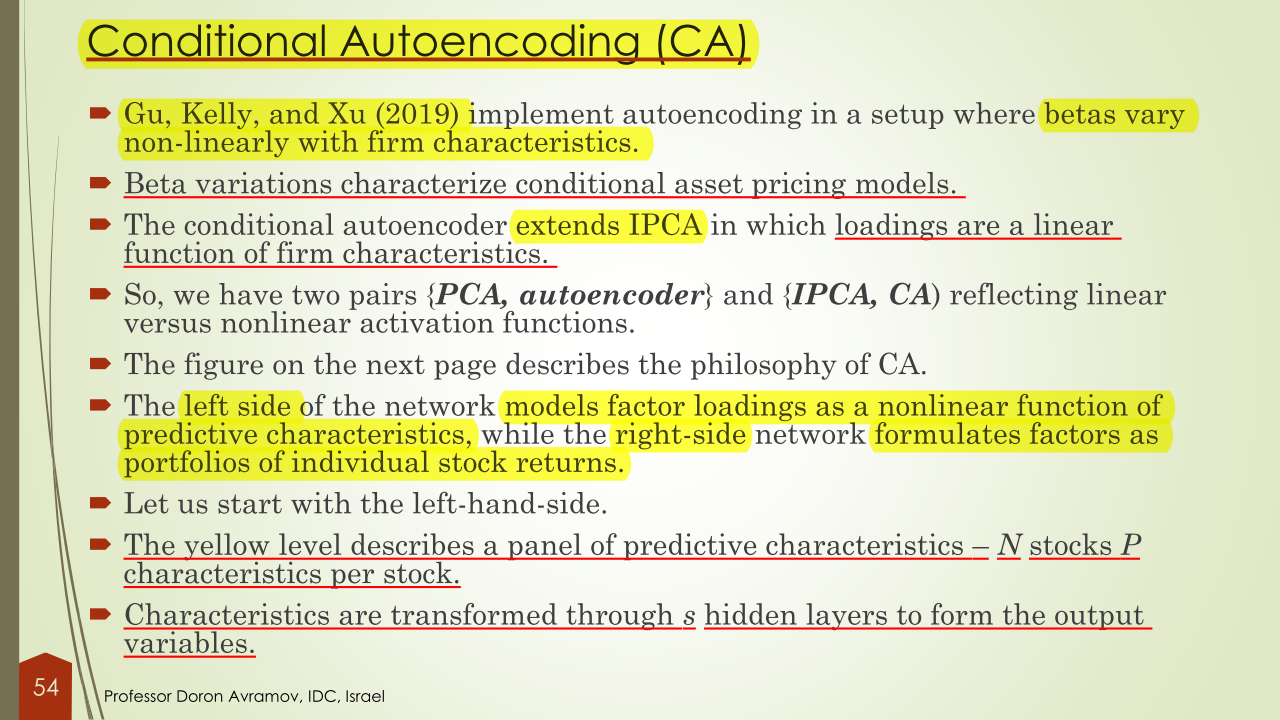 Conditional Autoencoding (CA)
Gu, Kelly, and Xu (2019) implement autoencoding in a setup where betas vary
non-linearly with firm characteristics.
Beta variations characterize conditional asset pricing models.
The conditional autoencoder extends IPCA in which loadings are a linear
function of firm characteristics.
So, we have two pairs {PCA, autoencoder} and {IPCA, CA) reflecting linear
versus nonlinear activation functions.
The figure on the next page describes the philosophy of CA.
The left side of the network models factor loadings as a nonlinear function of
predictive characteristics, while the right-side network formulates factors as
portfolios of individual stock returns.
Let us start with the left-hand-side.
The yellow level describes a panel of predictive characteristics – N stocks P
characteristics per stock.
Characteristics are transformed through s hidden layers to form the output
variables.
54
Professor Doron Avramov, IDC, Israel